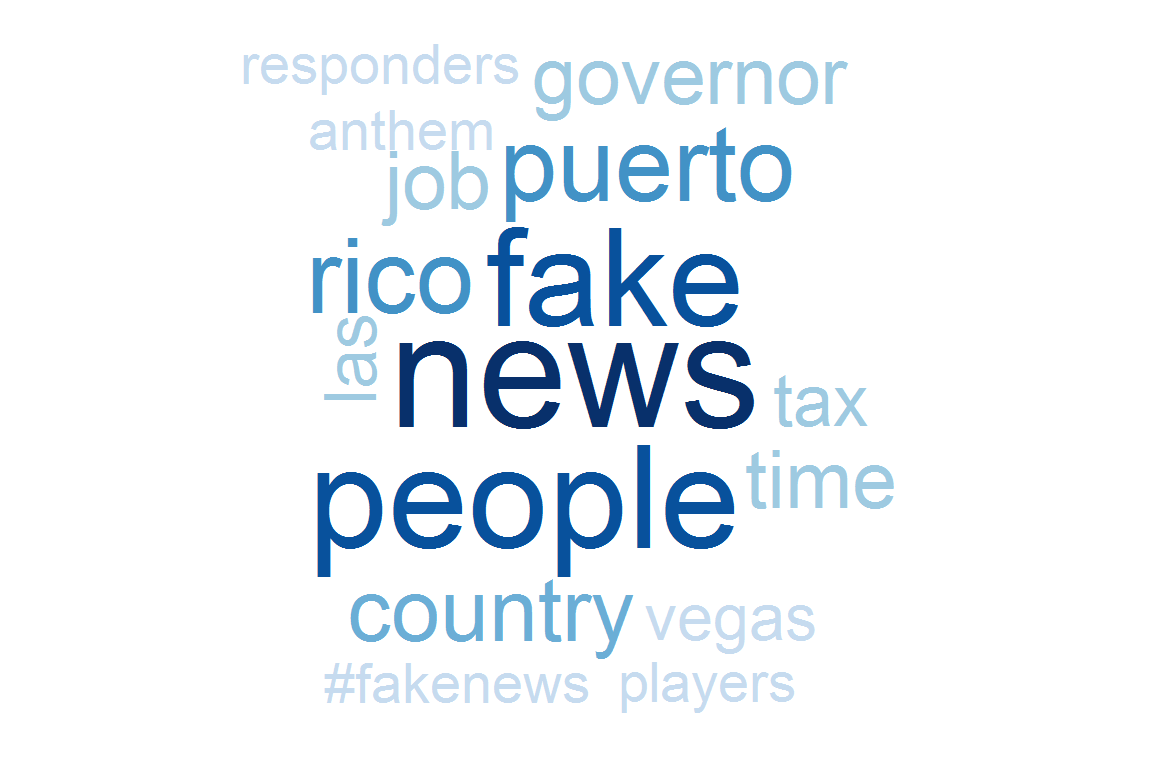 responders
governor
anthem
job
puerto
rico
fake
las
news
tax
people
time
country
vegas
#fakenews
players